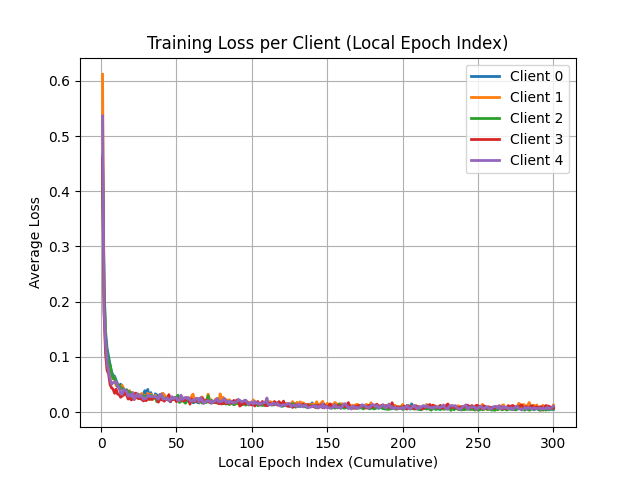 Training Loss per Client (Local Epoch Index)
Client 0
Client 1
Client 2
Client 3
Client 4
Average Loss
0.6
0.5
0.4
0.3
0.2
0.1
0.0
0 50 100 150 200 250 300
Local Epoch Index (Cumulative)